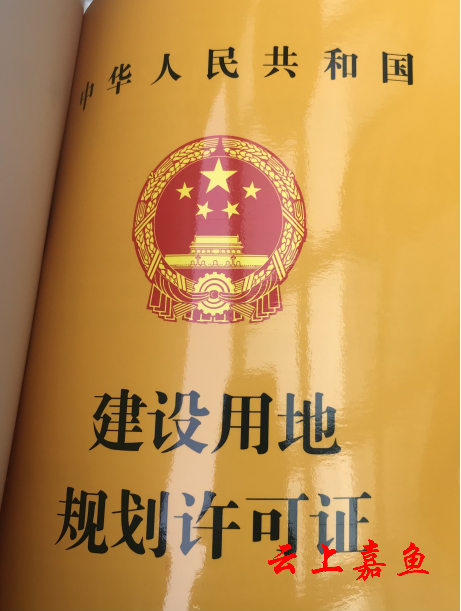 中华人民共和国
建设用地
规划许可证
云上嘉鱼